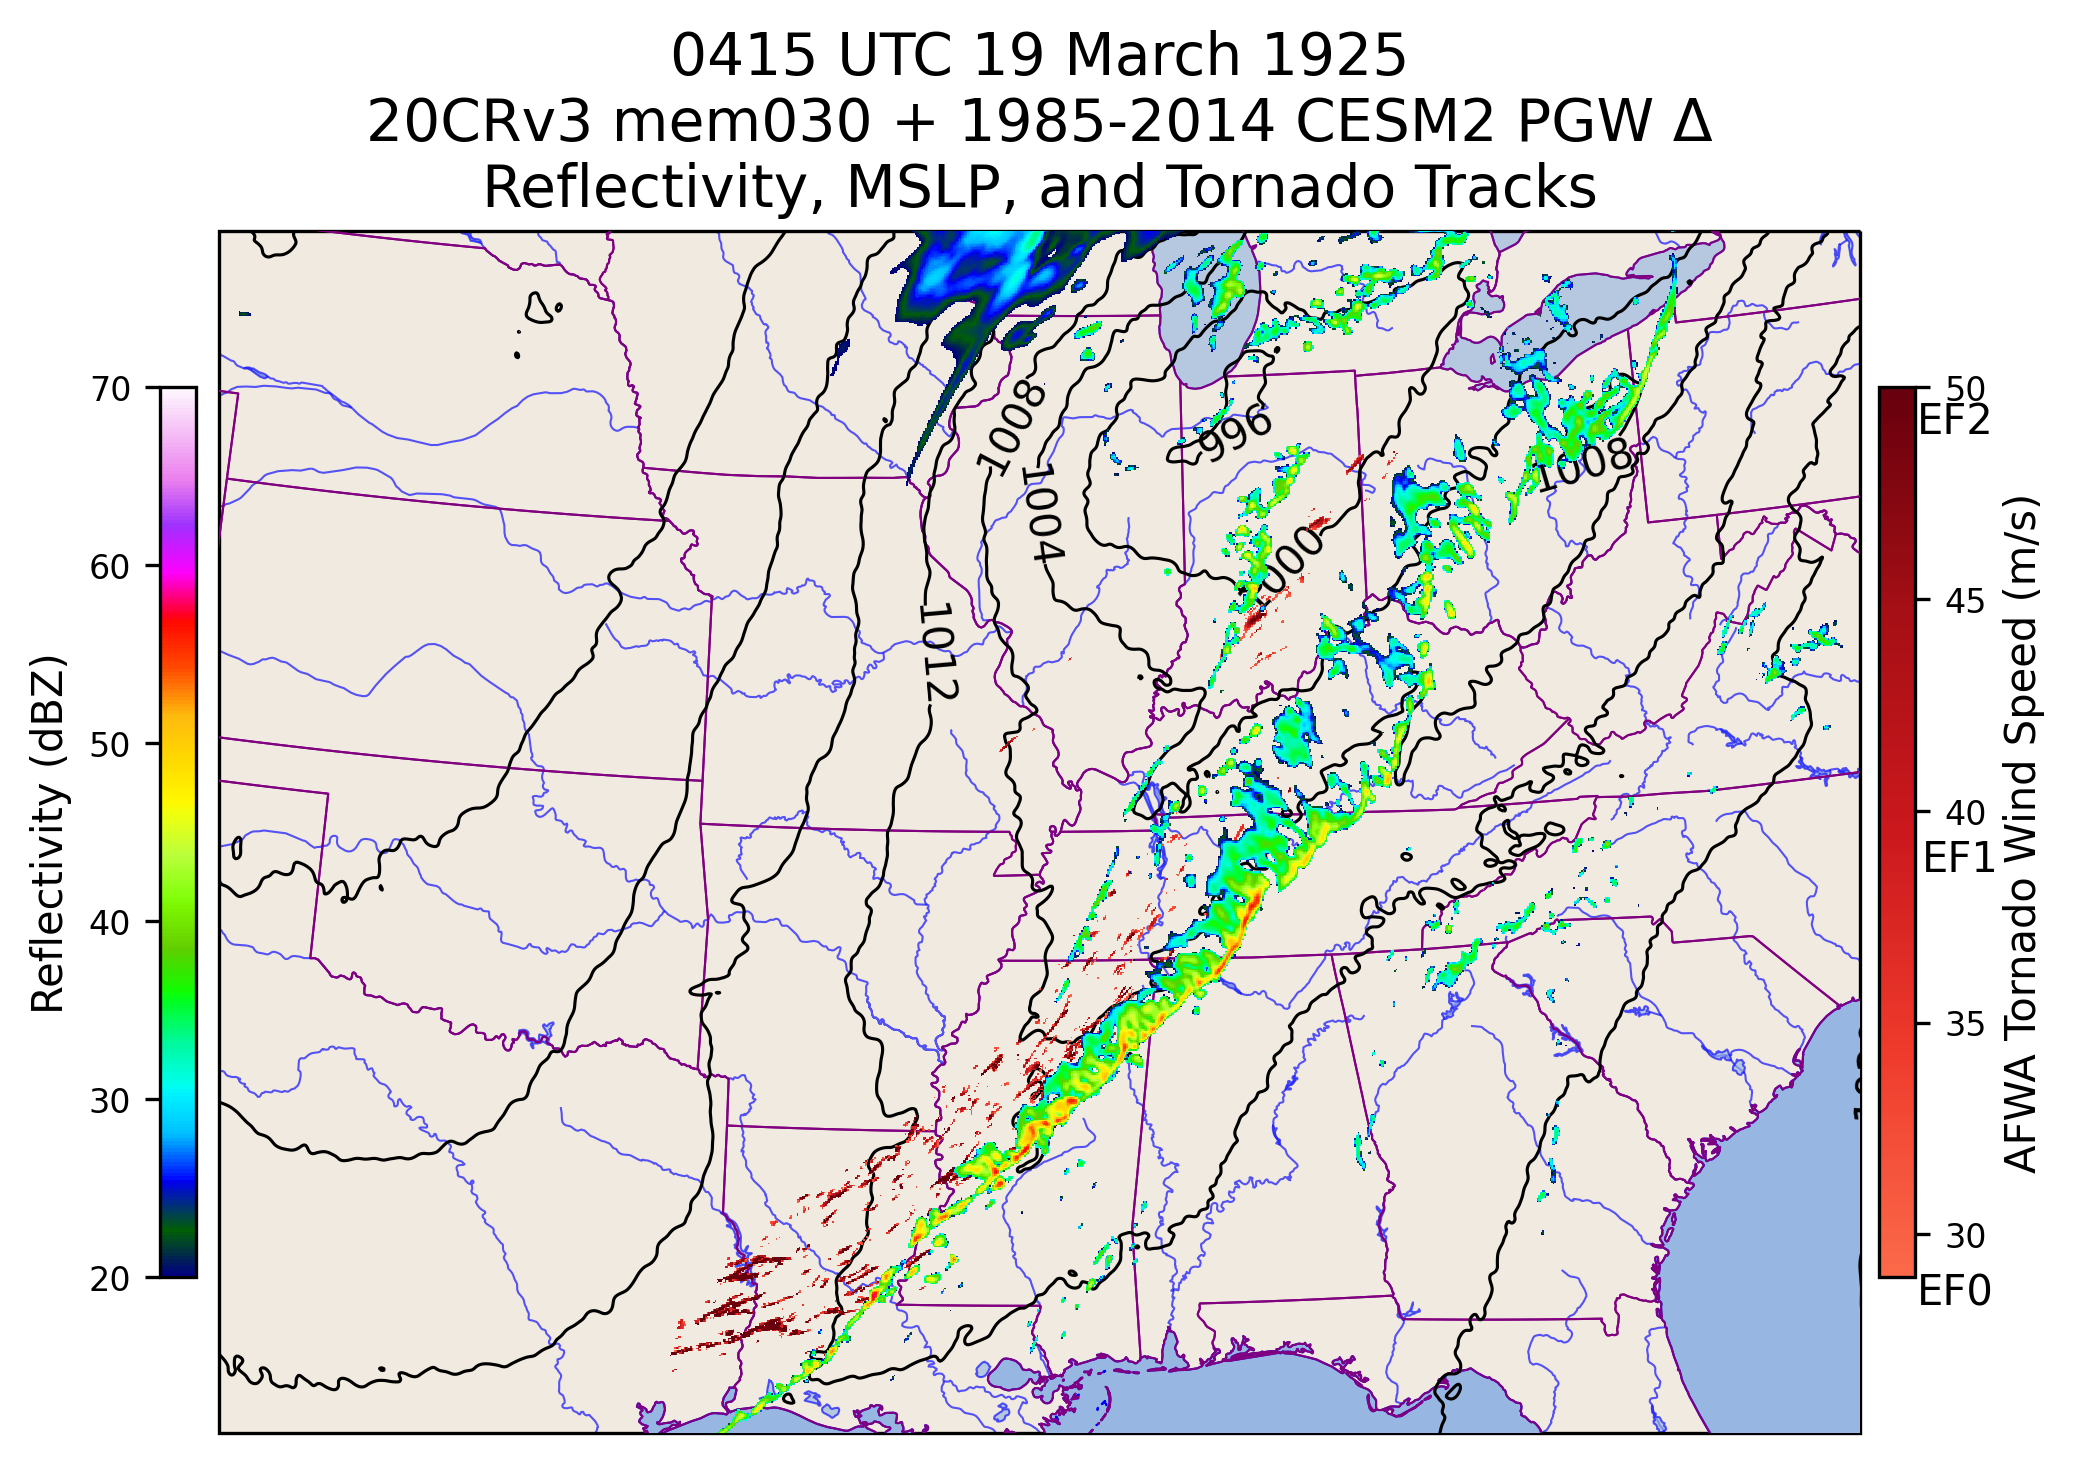 0415 UTC 19 March 1925
20CRv3 mem030 + 1985-2014 CESM2 PGW Δ
Reflectivity, MSLP, and Tornado Tracks
Reflectivity (dBZ)
70
60
50
40
30
20
1008
1004
996
1008
1012
50
EF2
45
40
EF1
35
30
EF0
AFWA Tornado Wind Speed (m/s)